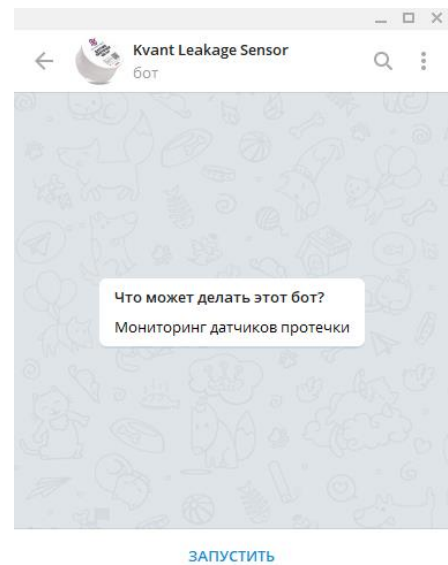 Kvant Leakage Sensor
бот
Что может делать этот бот?
Мониторинг датчиков протечки
ЗАПУСТИТЬ